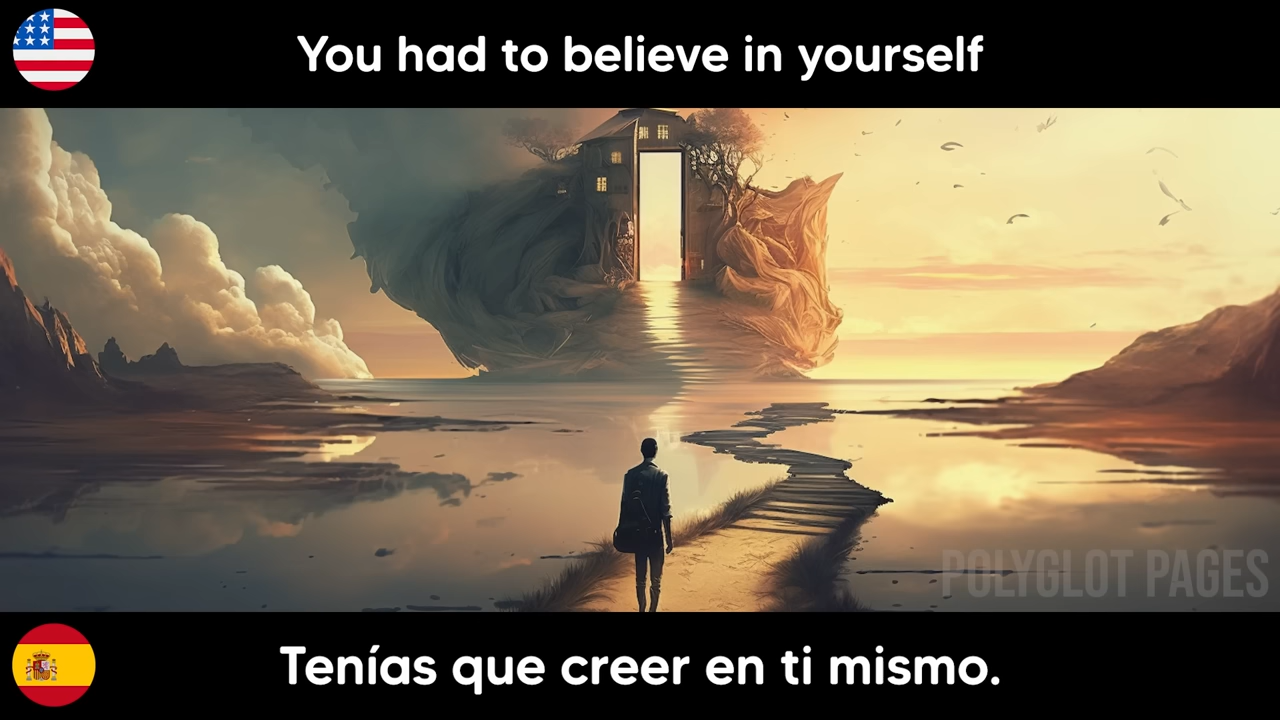 You had to believe in yourself
POLYGLOT PAGES
Tenías que creer en ti mismo.